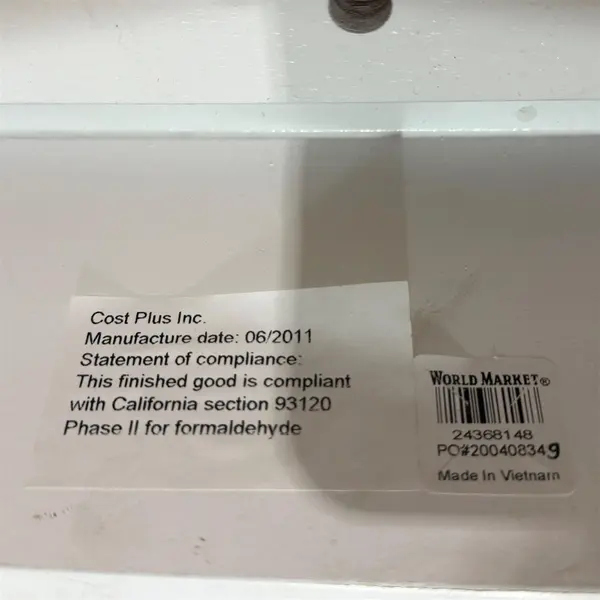 Cost Plus Inc.
Manufacture date: 06/2011
Statement of compliance:
This finished good is compliant
with California section 93120
Phase II for formaldehyde
WORLD MARKET®
24368148
PO#200408349
Made In Vietnam